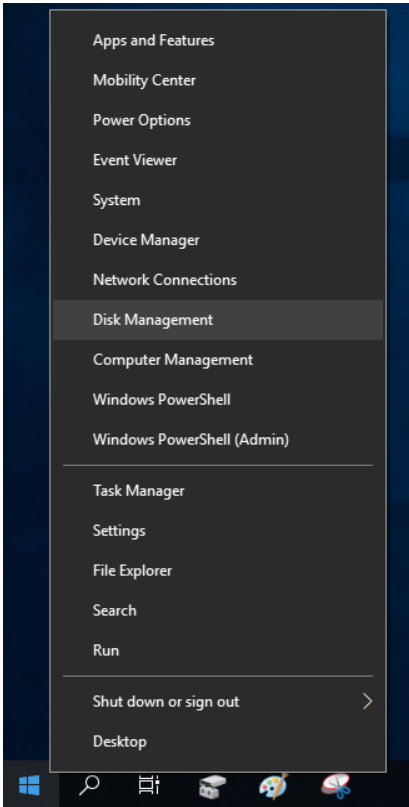 Apps and Features
Mobility Center
Power Options
Event Viewer
System
Device Manager
Network Connections
Disk Management
Computer Management
Windows PowerShell
Windows PowerShell (Admin)
Task Manager
Settings
File Explorer
Search
Run
Shut down or sign out
Desktop